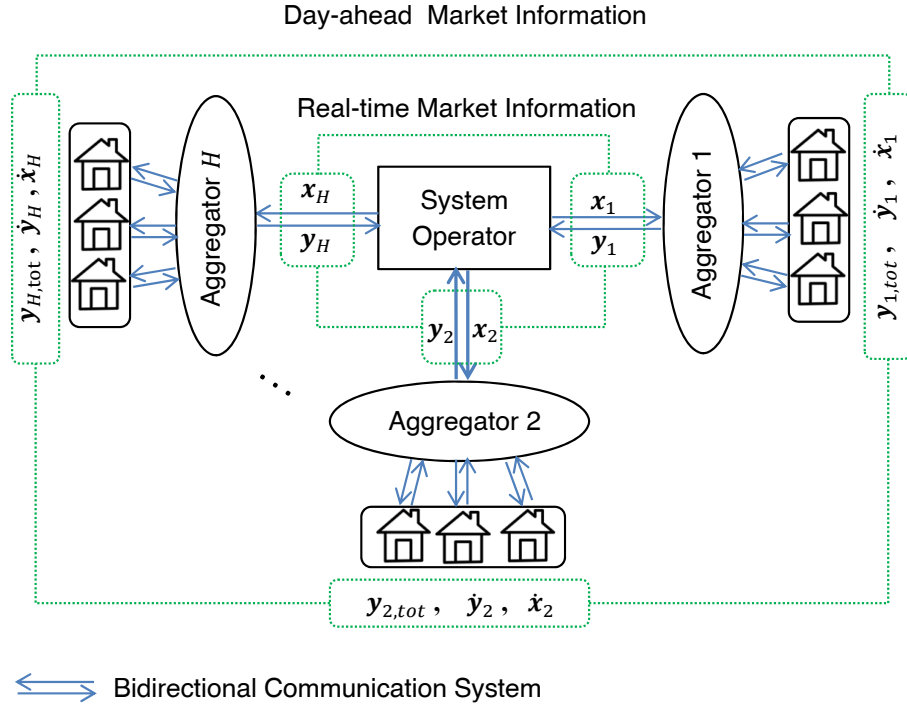 Day-ahead Market Information
Real-time Market Information
𝒚_{H,tot} , 𝒚̇_H , 𝒙̇_H
Aggregator H
𝒙_H
𝒚_H
System
Operator
𝒙_1
𝒚_1
Aggregator 1
𝒚_{1,tot} , 𝒚̇_1 , 𝒙̇_1
𝒚_2 𝒙_2
...
Aggregator 2
𝒚_{2,tot} , 𝒚̇_2 , 𝒙̇_2
Bidirectional Communication System